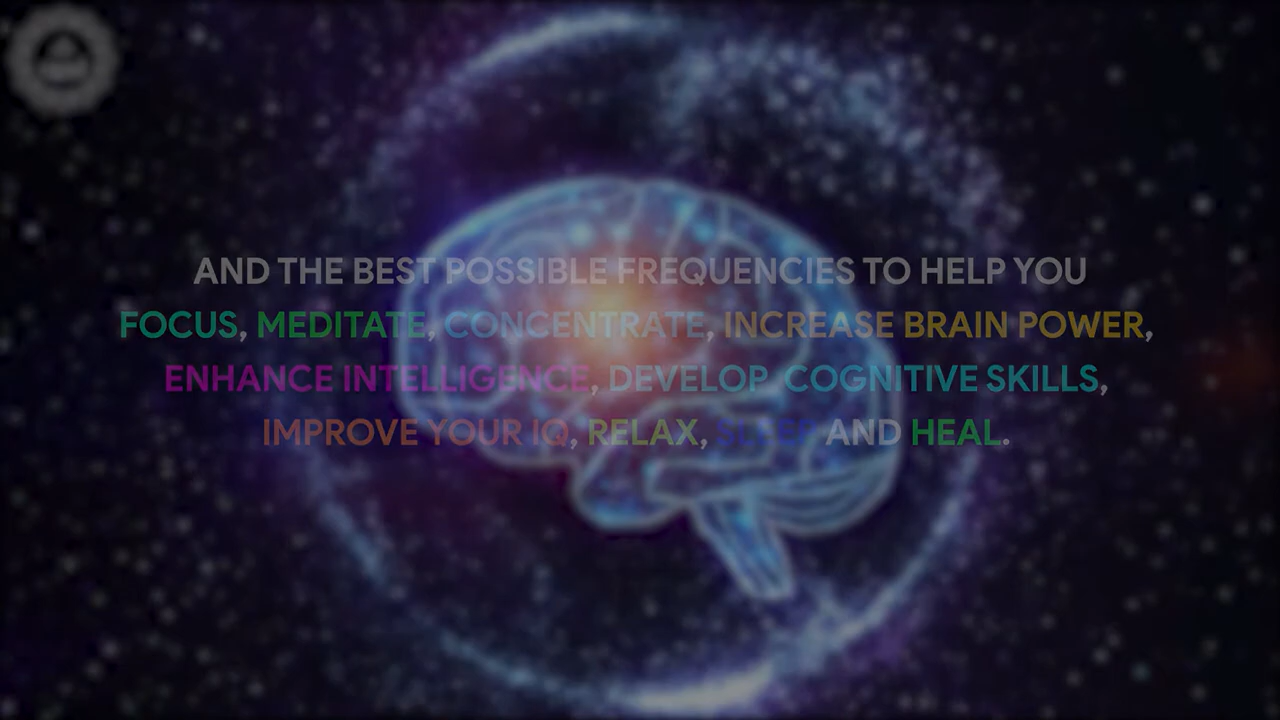 AND THE BEST POSSIBLE FREQUENCIES TO HELP YOU
FOCUS, MEDITATE, CONCENTRATE, INCREASE BRAIN POWER,
ENHANCE INTELLIGENCE, DEVELOP COGNITIVE SKILLS,
IMPROVE YOUR IQ, RELAX, SLEEP AND HEAL.